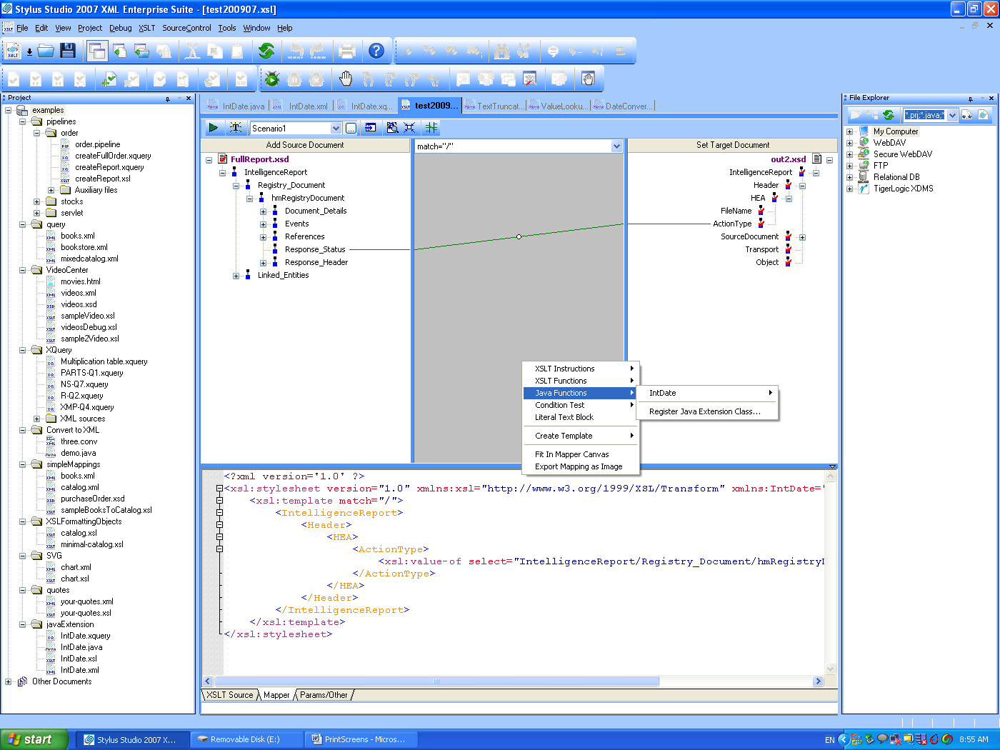 Stylus Studio 2007 XML Enterprise Suite - [test200907.xsl]
File Edit View Project Debug XSLT SourceControl Tools Window Help
Project
examples
pipelines
order
order.pipeline
createFullOrder.xquery
createReport.xquery
createReport.xsl
Auxiliary files
stocks
servlet
query
books.xml
bookstore.xml
mixedcatalog.xml
VideoCenter
movies.html
videos.xml
videos.xsd
sampleVideo.xsl
videosDebug.xsl
sample2Video.xsl
XQuery
Multiplication table.xquery
PARTS-Q1.xquery
NS-Q7.xquery
R-Q2.xquery
XMP-Q4.xquery
XML sources
Convert to XML
three.conv
demo.java
simpleMappings
books.xml
catalog.xml
purchaseOrder.xsd
sampleBooksToCatalog.xsl
XSLFormattingObjects
catalog.xsl
minimal-catalog.xsl
SVG
chart.xml
chart.xsl
quotes
your-quotes.xml
your-quotes.xsl
javaExtension
IntDate.xquery
IntDate.java
IntDate.xsl
IntDate.xml
Other Documents
IntDate.java IntDate.xml IntDate.xq... test2009... TextTruncat... ValueLooku... DateConver...
Scenario1
Add Source Document
match="/"
Set Target Document
FullReport.xsd
IntelligenceReport
Registry_Document
hmRegistryDocument
Document_Details
Events
References
Response_Status
Response_Header
Linked_Entities
out2.xsd
IntelligenceReport
Header
HEA
FileName
ActionType
SourceDocument
Transport
Object
XSLT Instructions
XSLT Functions
Java Functions
Condition Test
Literal Text Block
Create Template
Fit In Mapper Canvas
Export Mapping as Image
IntDate
Register Java Extension Class...
<?xml version='1.0' ?>
<xsl:stylesheet version="1.0" xmlns:xsl="http://www.w3.org/1999/XSL/Transform" xmlns:IntDate="
<xsl:template match="/">
<IntelligenceReport>
<Header>
<HEA>
<ActionType>
<xsl:value-of select="IntelligenceReport/Registry_Document/hmRegistryD
</ActionType>
</HEA>
</Header>
</IntelligenceReport>
</xsl:template>
</xsl:stylesheet>
XSLT Source Mapper Params/Other
File Explorer
*.prj;*.java;*
My Computer
WebDAV
Secure WebDAV
FTP
Relational DB
TigerLogic XDMS
start Stylus Studio 2007 X... Removable Disk (E:) PrintScreens - Micros... EN 8:55 AM